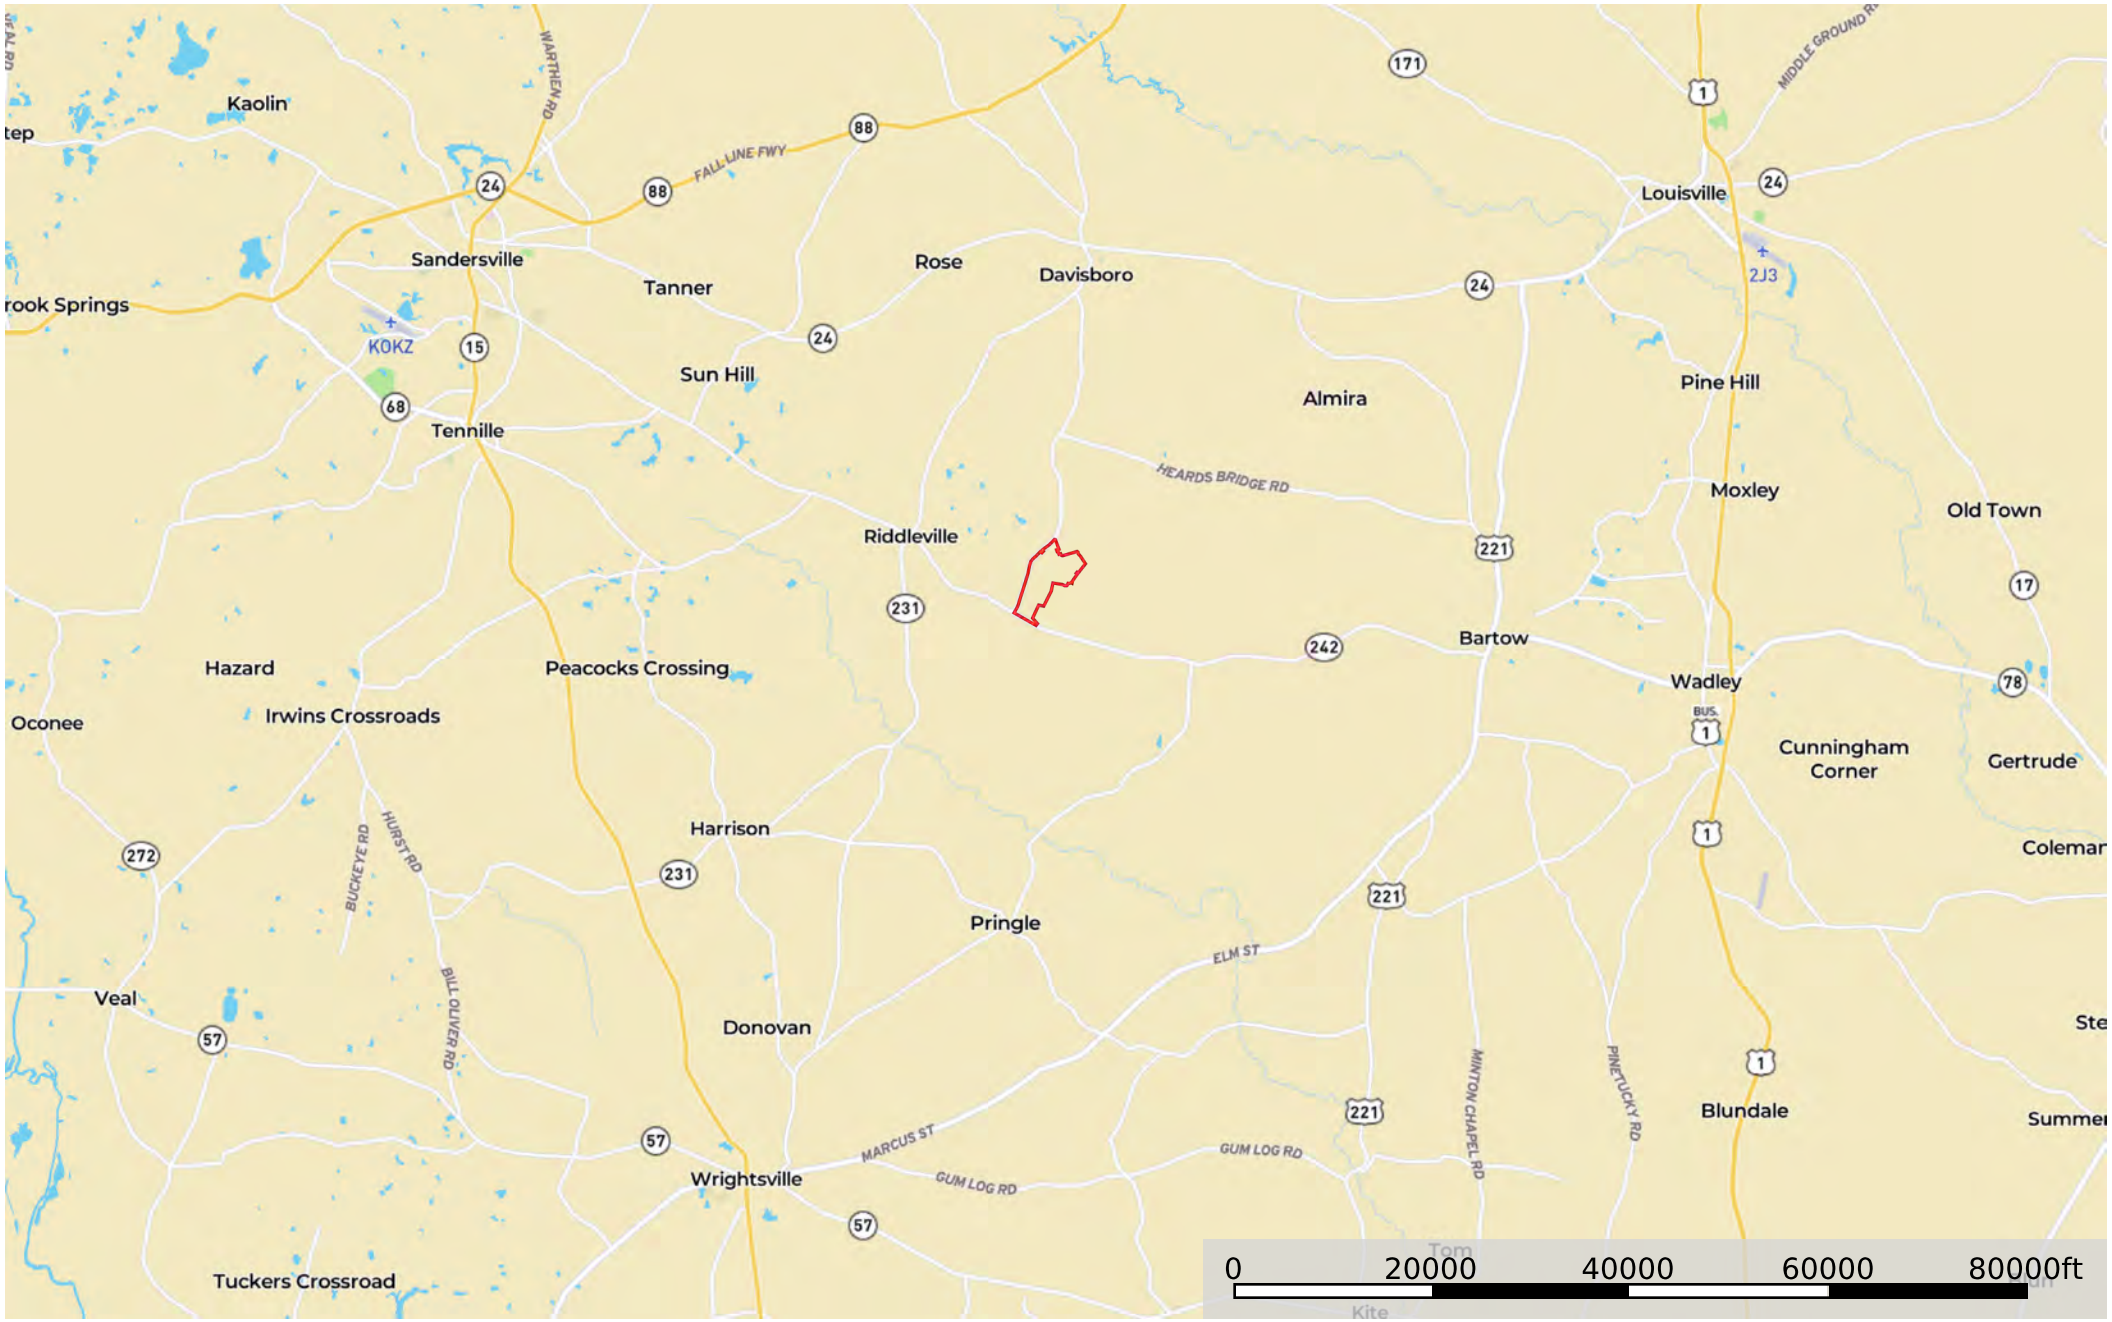 WARTHEN RD
171
MIDDLE GROUND R
1
Kaolin
tep
88
FALL LINE FWY
24
88
Louisville
24
Sandersville
Rose
Davisboro
2J3
Tanner
24
rook Springs
KOKZ
15
24
Sun Hill
Pine Hill
68
Almira
Tennille
HEARDS BRIDGE RD
Moxley
Old Town
Riddleville
221
17
231
242
Bartow
Hazard
Peacocks Crossing
Wadley
78
Oconee
Irwins Crossroads
BUS.
1
Cunningham
Corner
Gertrude
Harrison
1
BUCKEYE RD
HURST RD
272
Coleman
231
221
Pringle
ELM ST
BILL OLIVER RD
Veal
Donovan
57
Ste
MINTON CHAPEL RD
PINETUCKY RD
1
221
Blundale
Summer
57
MARCUS ST
GUM LOG RD
Wrightsville
GUM LOG RD
57
Tom
Tuckers Crossroad
0 20000 40000 60000 80000ft
Kite